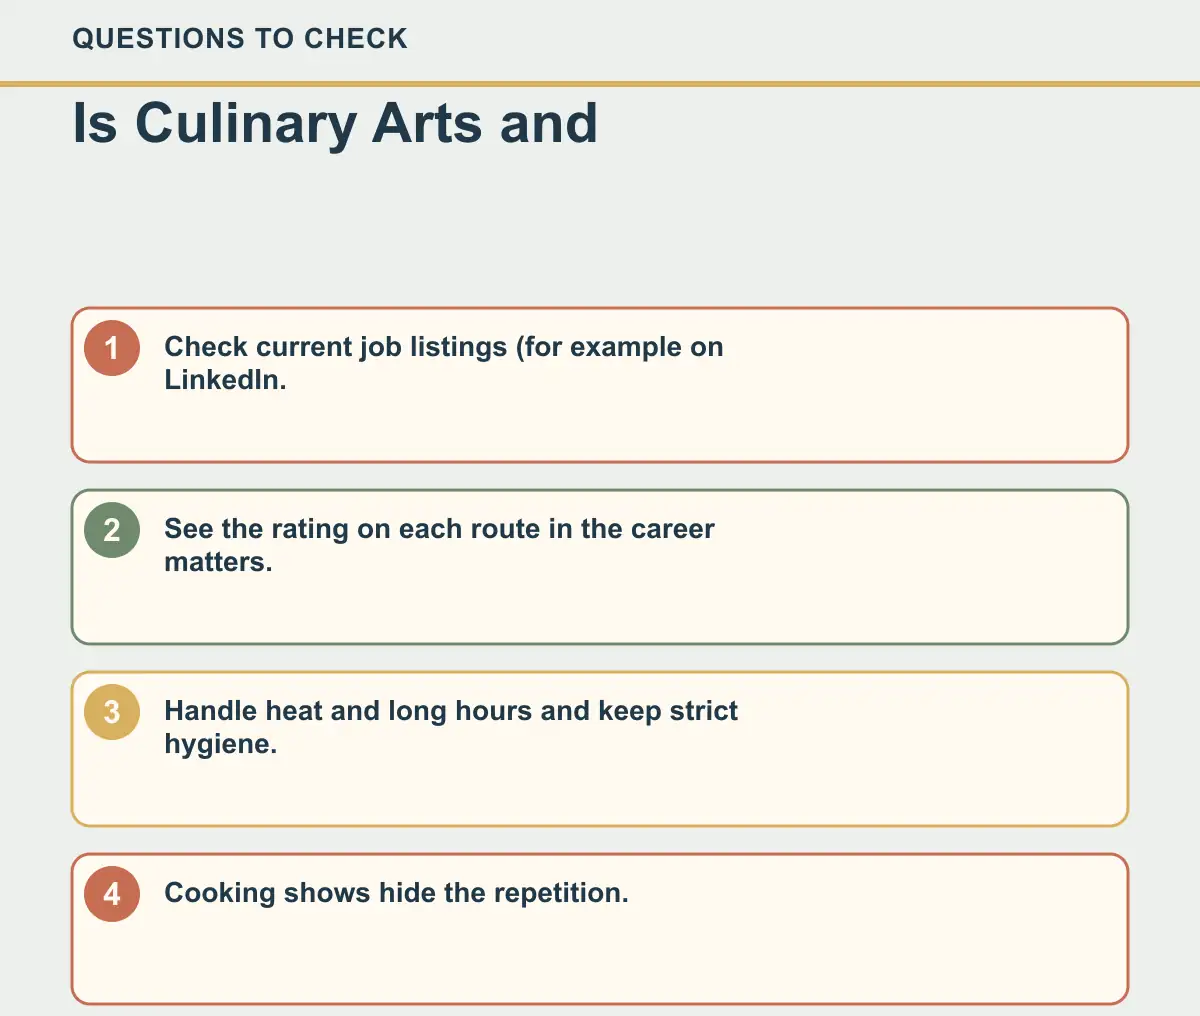 QUESTIONS TO CHECK
Is Culinary Arts and
1
Check current job listings (for example on
LinkedIn.
2
See the rating on each route in the career
matters.
3
Handle heat and long hours and keep strict
hygiene.
4
Cooking shows hide the repetition.